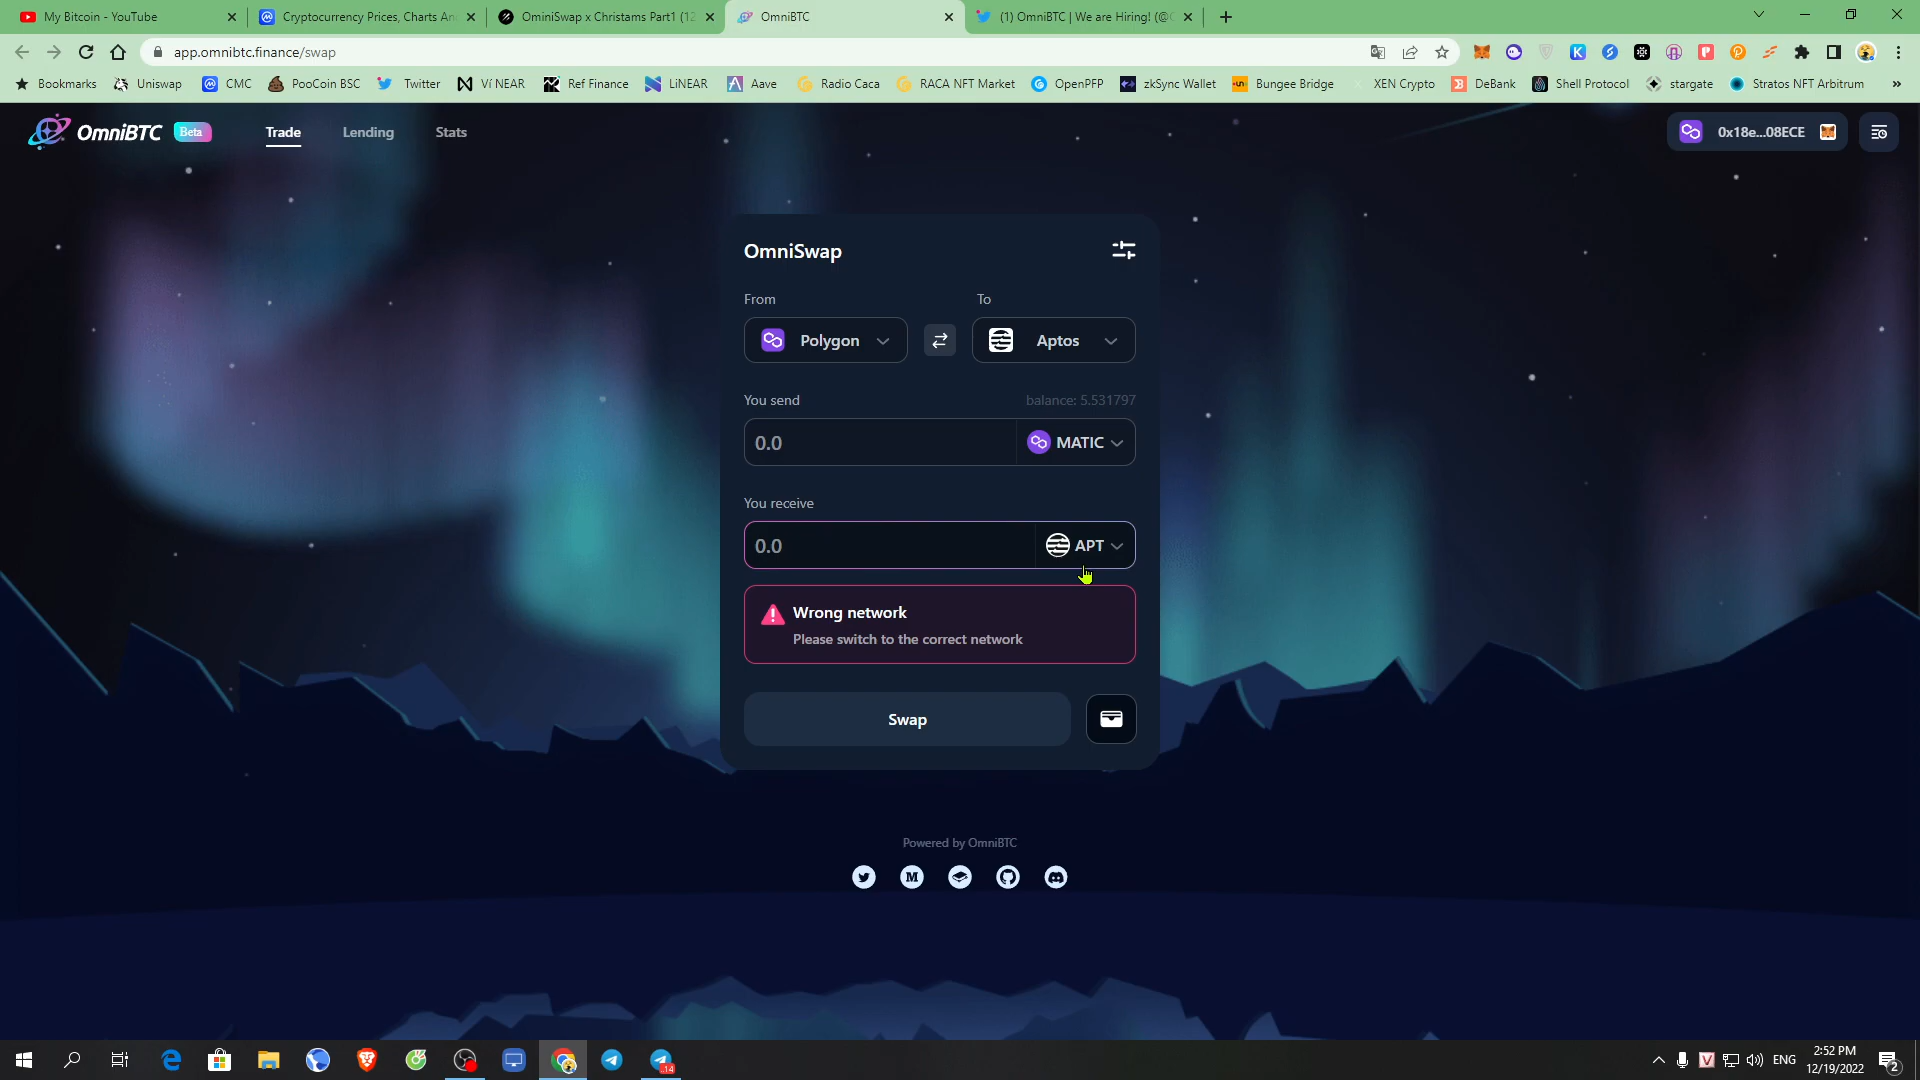 My Bitcoin - YouTube
Cryptocurrency Prices, Charts An
OminiSwap x Christams Part1 (12
OmniBTC
(1) OmniBTC | We are Hiring! (@O
app.omnibtc.finance/swap
Bookmarks
Uniswap
CMC
PooCoin BSC
Twitter
Ví NEAR
Ref Finance
LiNEAR
Aave
Radio Caca
RACA NFT Market
OpenPFP
zkSync Wallet
Bungee Bridge
XEN Crypto
DeBank
Shell Protocol
stargate
Stratos NFT Arbitrum
»
OmniBTC
Beta
Trade
Lending
Stats
0x18e...08ECE
OmniSwap
From
To
Polygon
Aptos
You send
balance: 5.531797
0.0
MATIC
You receive
0.0
APT
Wrong network
Please switch to the correct network
Swap
Powered by OmniBTC
14
ENG
2:52 PM
12/19/2022
2